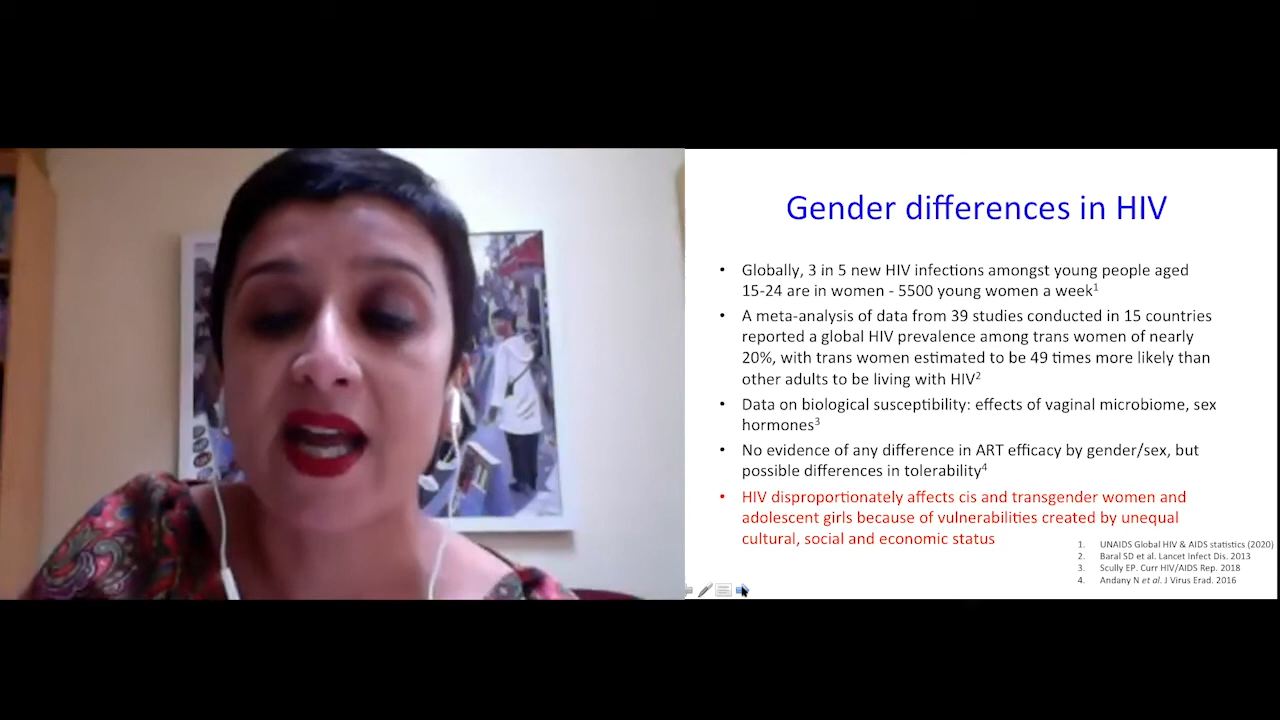 Gender differences in HIV
• Globally, 3 in 5 new HIV infections amongst young people aged
15-24 are in women - 5500 young women a week1
• A meta-analysis of data from 39 studies conducted in 15 countries
reported a global HIV prevalence among trans women of nearly
20%, with trans women estimated to be 49 times more likely than
other adults to be living with HIV2
• Data on biological susceptibility: effects of vaginal microbiome, sex
hormones3
• No evidence of any difference in ART efficacy by gender/sex, but
possible differences in tolerability4
• HIV disproportionately affects cis and transgender women and
adolescent girls because of vulnerabilities created by unequal
cultural, social and economic status
1. UNAIDS Global HIV & AIDS statistics (2020)
2. Baral SD et al. Lancet Infect Dis. 2013
3. Scully EP. Curr HIV/AIDS Rep. 2018
4. Andany N et al. J Virus Erad. 2016